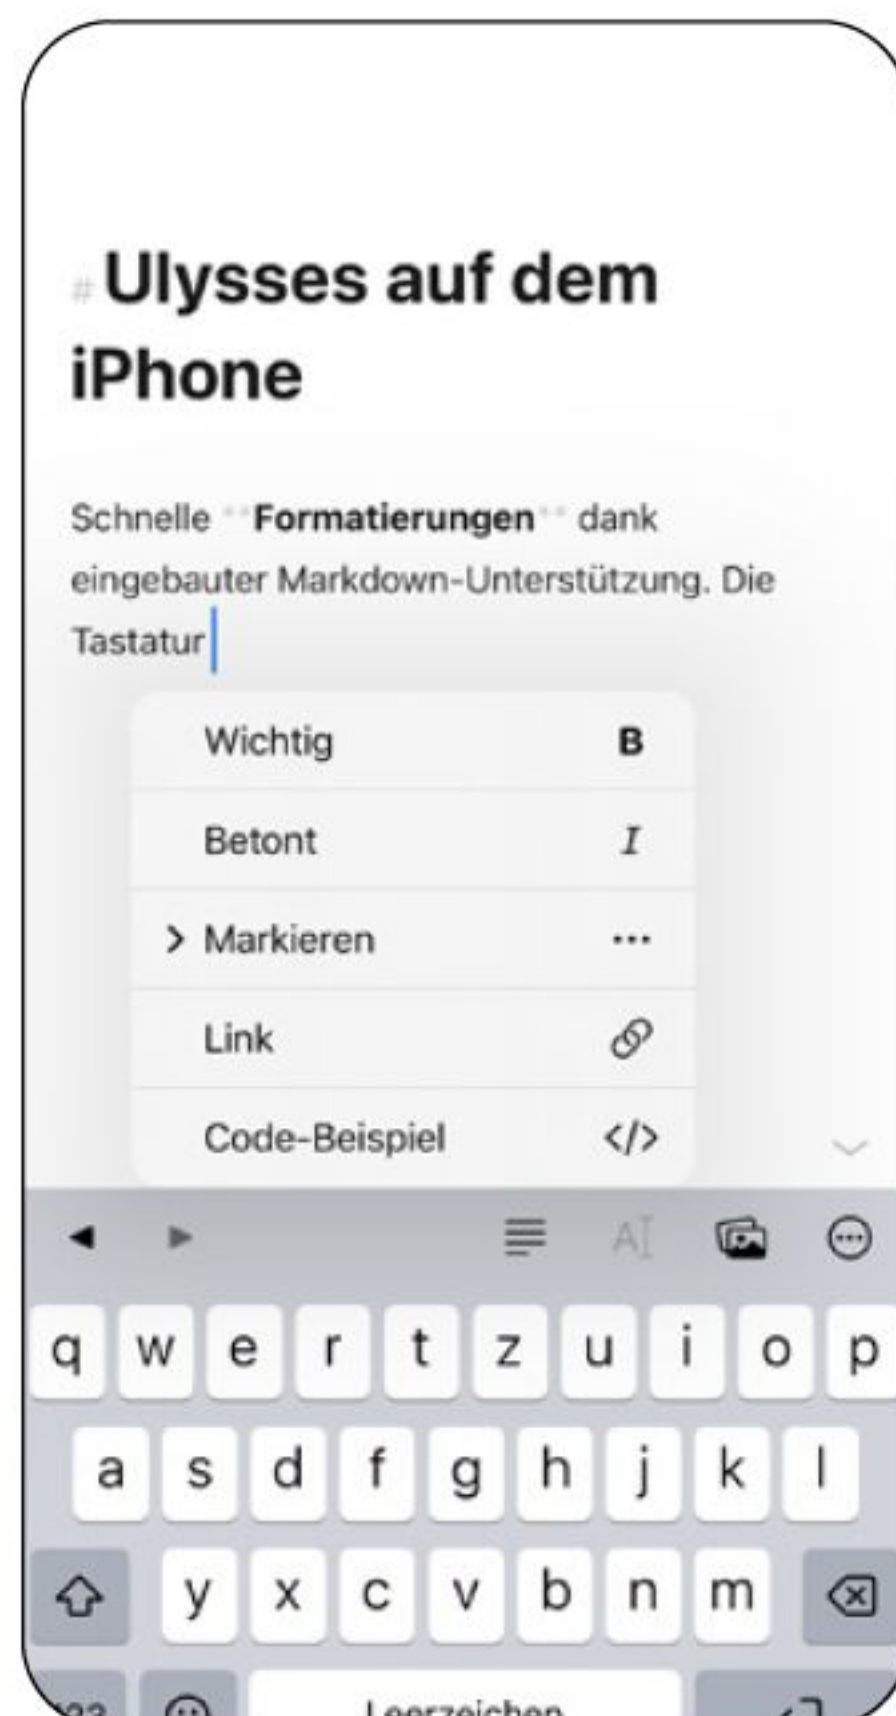 # Ulysses auf dem
iPhone
Schnelle **Formatierungen** dank
eingebauter Markdown-Unterstützung. Die
Tastatur
Wichtig B
Betont I
> Markieren ...
Link
Code-Beispiel </>
A
q w e r t z u i o p
a s d f g h j k l
y x c v b n m
123 Leerzeichen